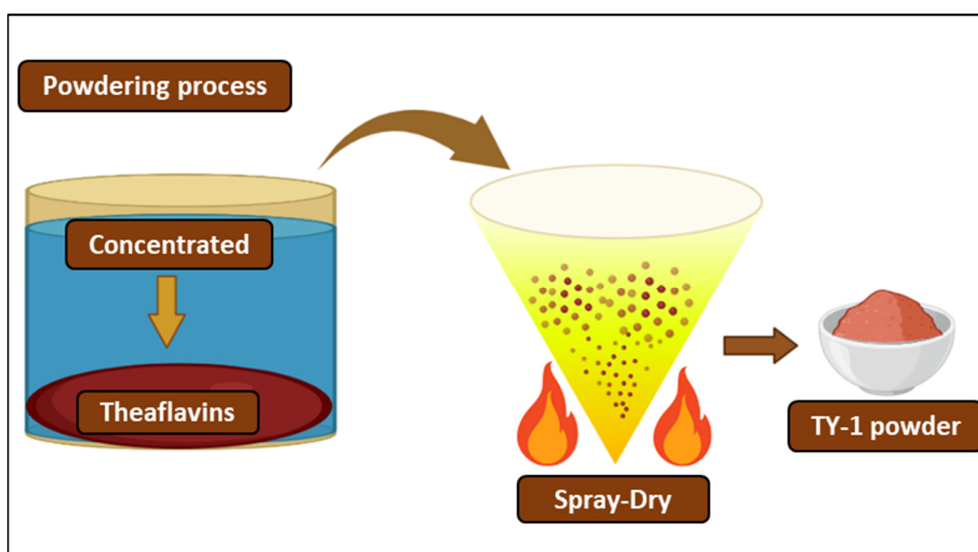 Powdering process
Concentrated
Theaflavins
Spray-Dry
TY-1 powder